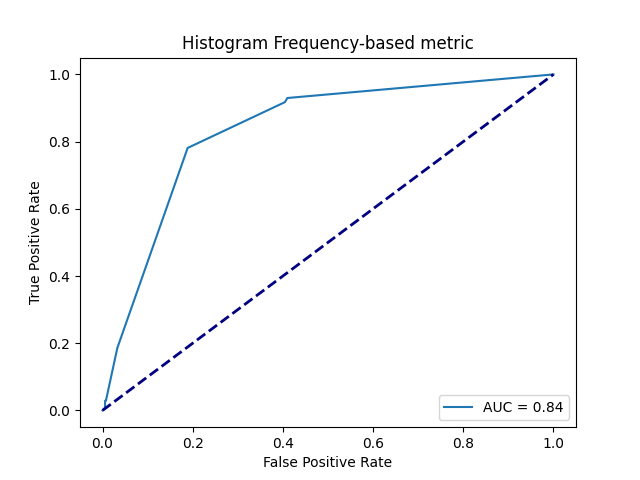 Histogram Frequency-based metric
1.0
0.8
0.6
0.4
0.2
0.0
True Positive Rate
0.0 0.2 0.4 0.6 0.8 1.0
False Positive Rate
AUC = 0.84